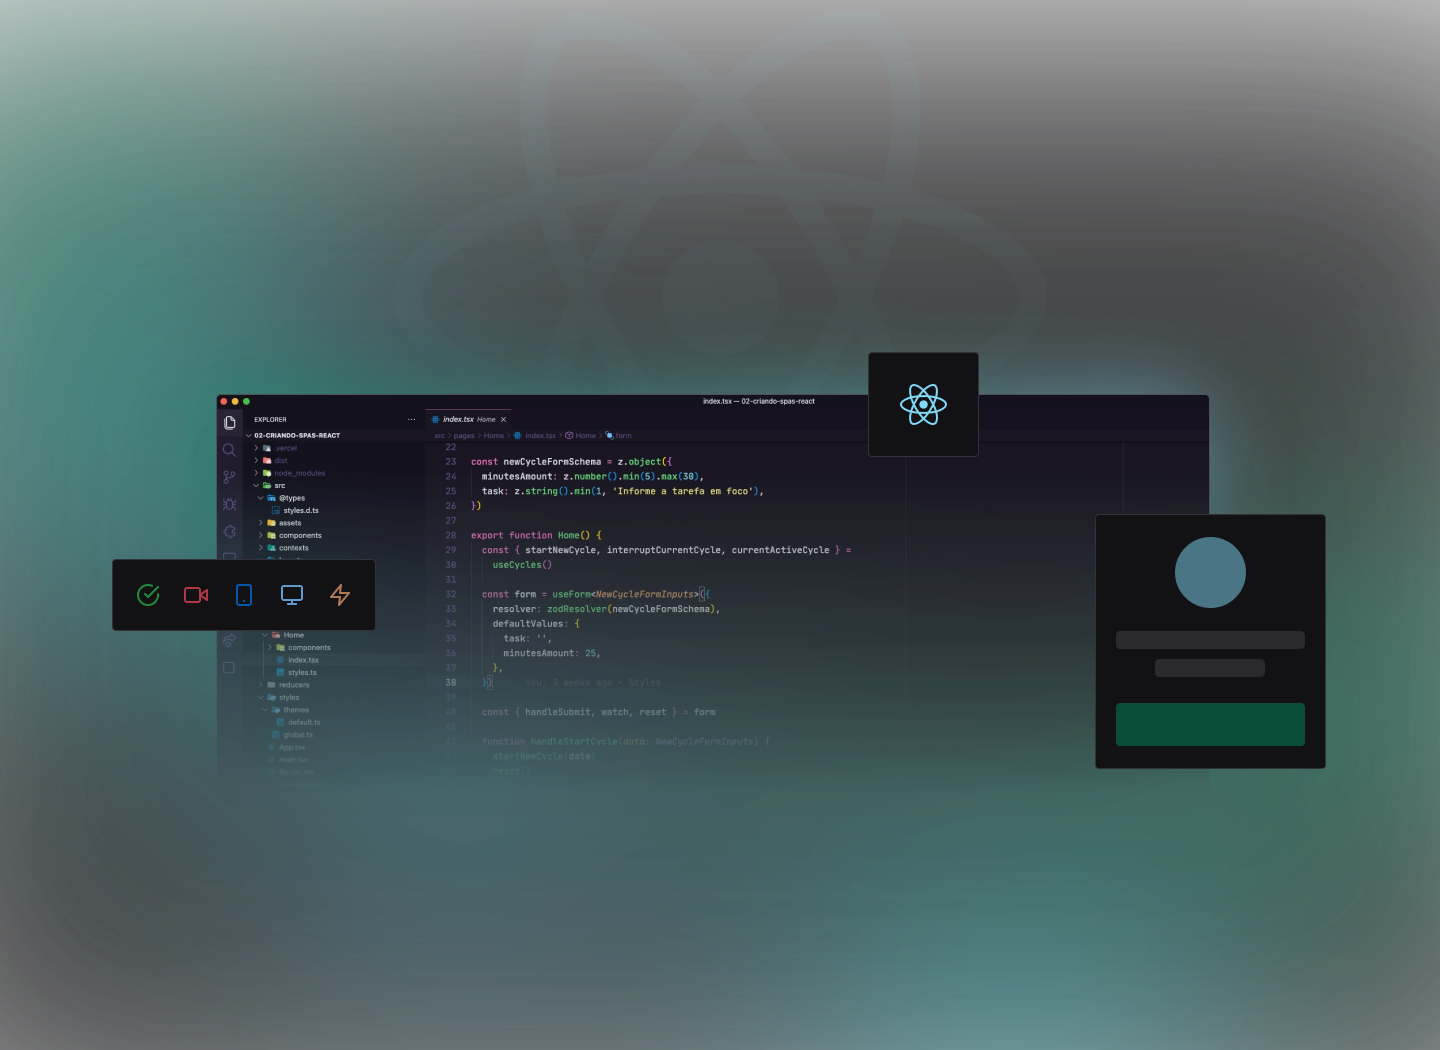 index.tsx — 02-criando-spas-react
EXPLORER
index.tsx Home
02-CRIANDO-SPAS-REACT
src > pages > Home > index.tsx > Home > form
.vercel
dist
node_modules
src
@types
styles.d.ts
assets
components
contexts
Home
components
index.tsx
styles.ts
reducers
styles
themes
default.ts
global.ts
App.tsx
main.tsx
Router.tsx
22
23 const newCycleFormSchema = z.object({
24 minutesAmount: z.number().min(5).max(30),
25 task: z.string().min(1, 'Informe a tarefa em foco'),
26 })
27
28 export function Home() {
29 const { startNewCycle, interruptCurrentCycle, currentActiveCycle } =
30 useCycles()
31
32 const form = useForm<NewCycleFormInputs>({
33 resolver: zodResolver(newCycleFormSchema),
34 defaultValues: {
35 task: '',
36 minutesAmount: 25,
37 },
38 }) You, 3 weeks ago • Styles
39
40 const { handleSubmit, watch, reset } = form
41
42 function handleStartCycle(data: NewCycleFormInputs) {
43 startNewCycle(data)
reset()